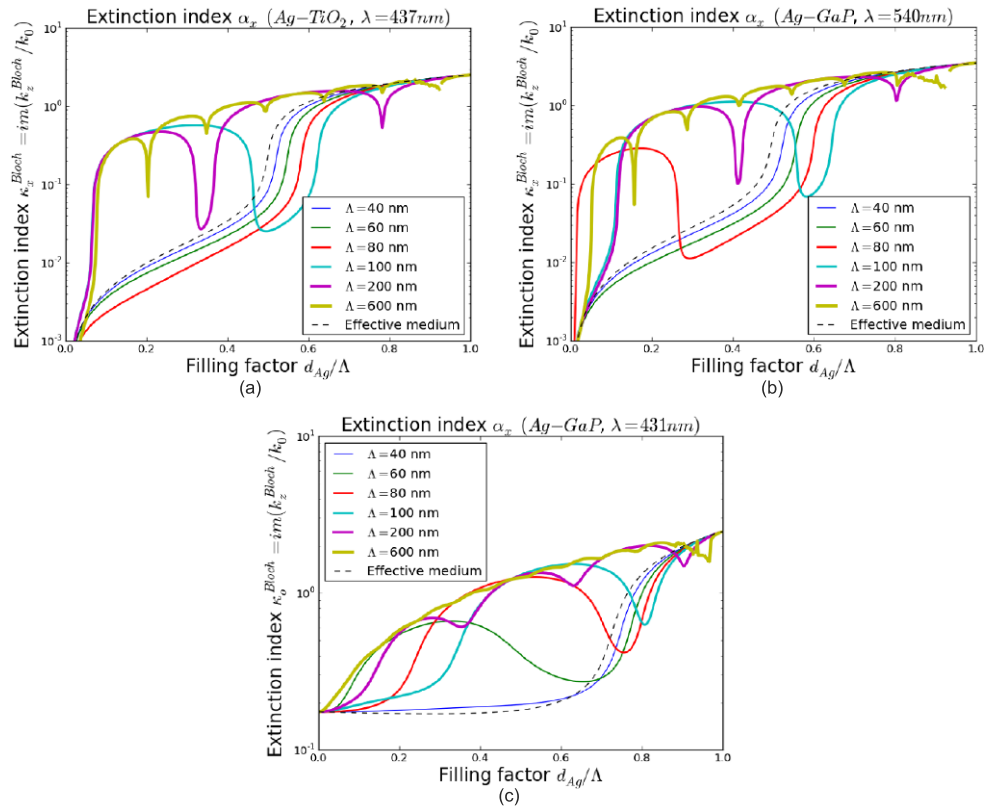 Extinction index α_x (Ag−TiO₂, λ=437nm)
Extinction index κ_x^Bloch = im(k_z^Bloch/k₀)
10¹
10⁰
10⁻¹
10⁻²
10⁻³
Λ=40 nm
Λ=60 nm
Λ=80 nm
Λ=100 nm
Λ=200 nm
Λ=600 nm
Effective medium
0.0 0.2 0.4 0.6 0.8 1.0
Filling factor d_Ag/Λ
(a)
Extinction index α_x (Ag−GaP, λ=540nm)
Extinction index κ_x^Bloch = im(k_z^Bloch/k₀)
10¹
10⁰
10⁻¹
10⁻²
10⁻³
Λ=40 nm
Λ=60 nm
Λ=80 nm
Λ=100 nm
Λ=200 nm
Λ=600 nm
Effective medium
0.0 0.2 0.4 0.6 0.8 1.0
Filling factor d_Ag/Λ
(b)
Extinction index α_x (Ag−GaP, λ=431nm)
Extinction index κ_o^Bloch = im(k_z^Bloch/k₀)
10¹
10⁰
10⁻¹
Λ=40 nm
Λ=60 nm
Λ=80 nm
Λ=100 nm
Λ=200 nm
Λ=600 nm
Effective medium
0.0 0.2 0.4 0.6 0.8 1.0
Filling factor d_Ag/Λ
(c)